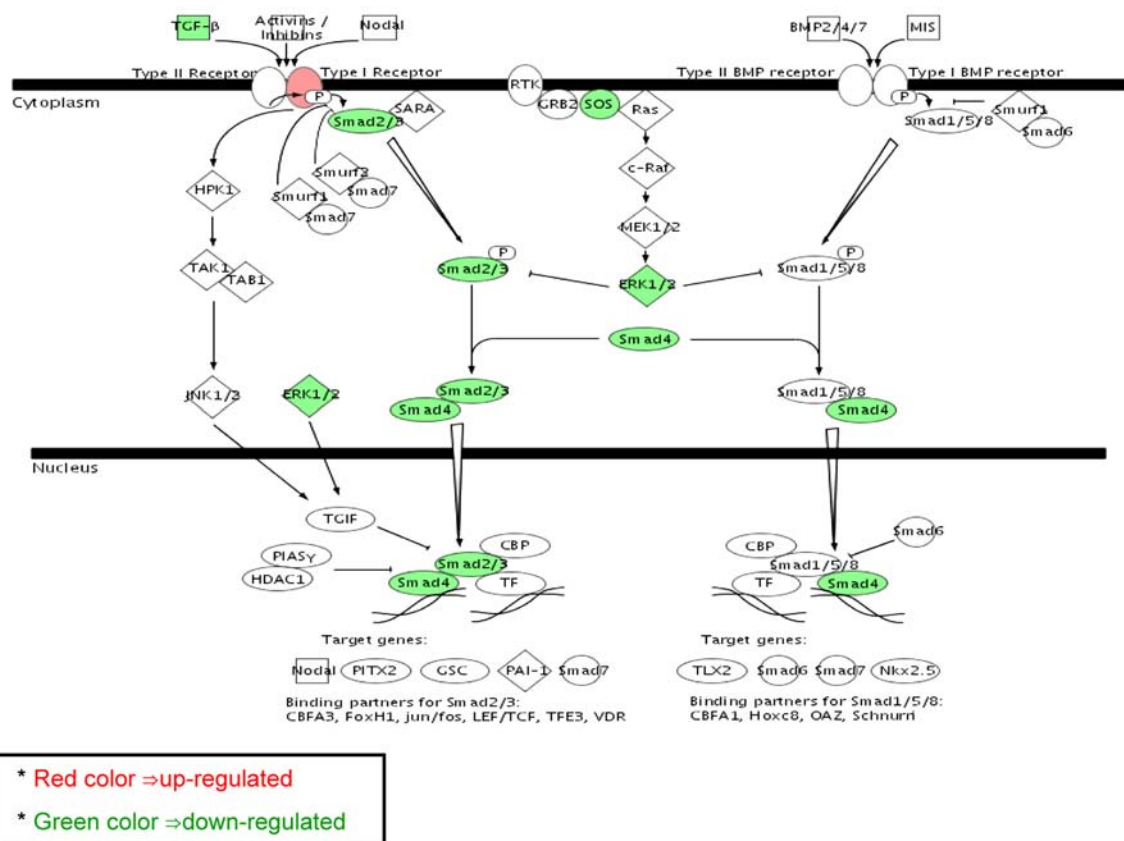 TGF-β
Activins /
Inhibins
Nodal
BMP2/4/7
MIS
Type II Receptor
Type I Receptor
RTK
Type II BMP receptor
Type I BMP receptor
Cytoplasm
P
SARA
Smad2/3
GRB2
SOS
Ras
P
Smad1/5/8
Smurf1
Smad6
HPK1
Smurf2
Smad7
Smurf1
Smad7
c-Raf
MEK1/2
TAK1
TAB1
P
Smad2/3
ERK1/2
P
Smad1/5/8
Smad4
JNK1/2
ERK1/2
Smad2/3
Smad4
Smad1/5/8
Smad4
Nucleus
TGIF
PIASγ
HDAC1
CBP
Smad2/3
Smad4
TF
CBP
Smad1/5/8
TF
Smad4
Smad6
Target genes:
Nodal PITX2 GSC PAI-1 Smad7
Binding partners for Smad2/3:
CBFA3, FoxH1, jun/fos, LEF/TCF, TFE3, VDR
Target genes:
TLX2 Smad6 Smad7 Nkx2.5
Binding partners for Smad1/5/8:
CBFA1, Hoxc8, OAZ, Schnurri
* Red color ⇒up-regulated
* Green color ⇒down-regulated